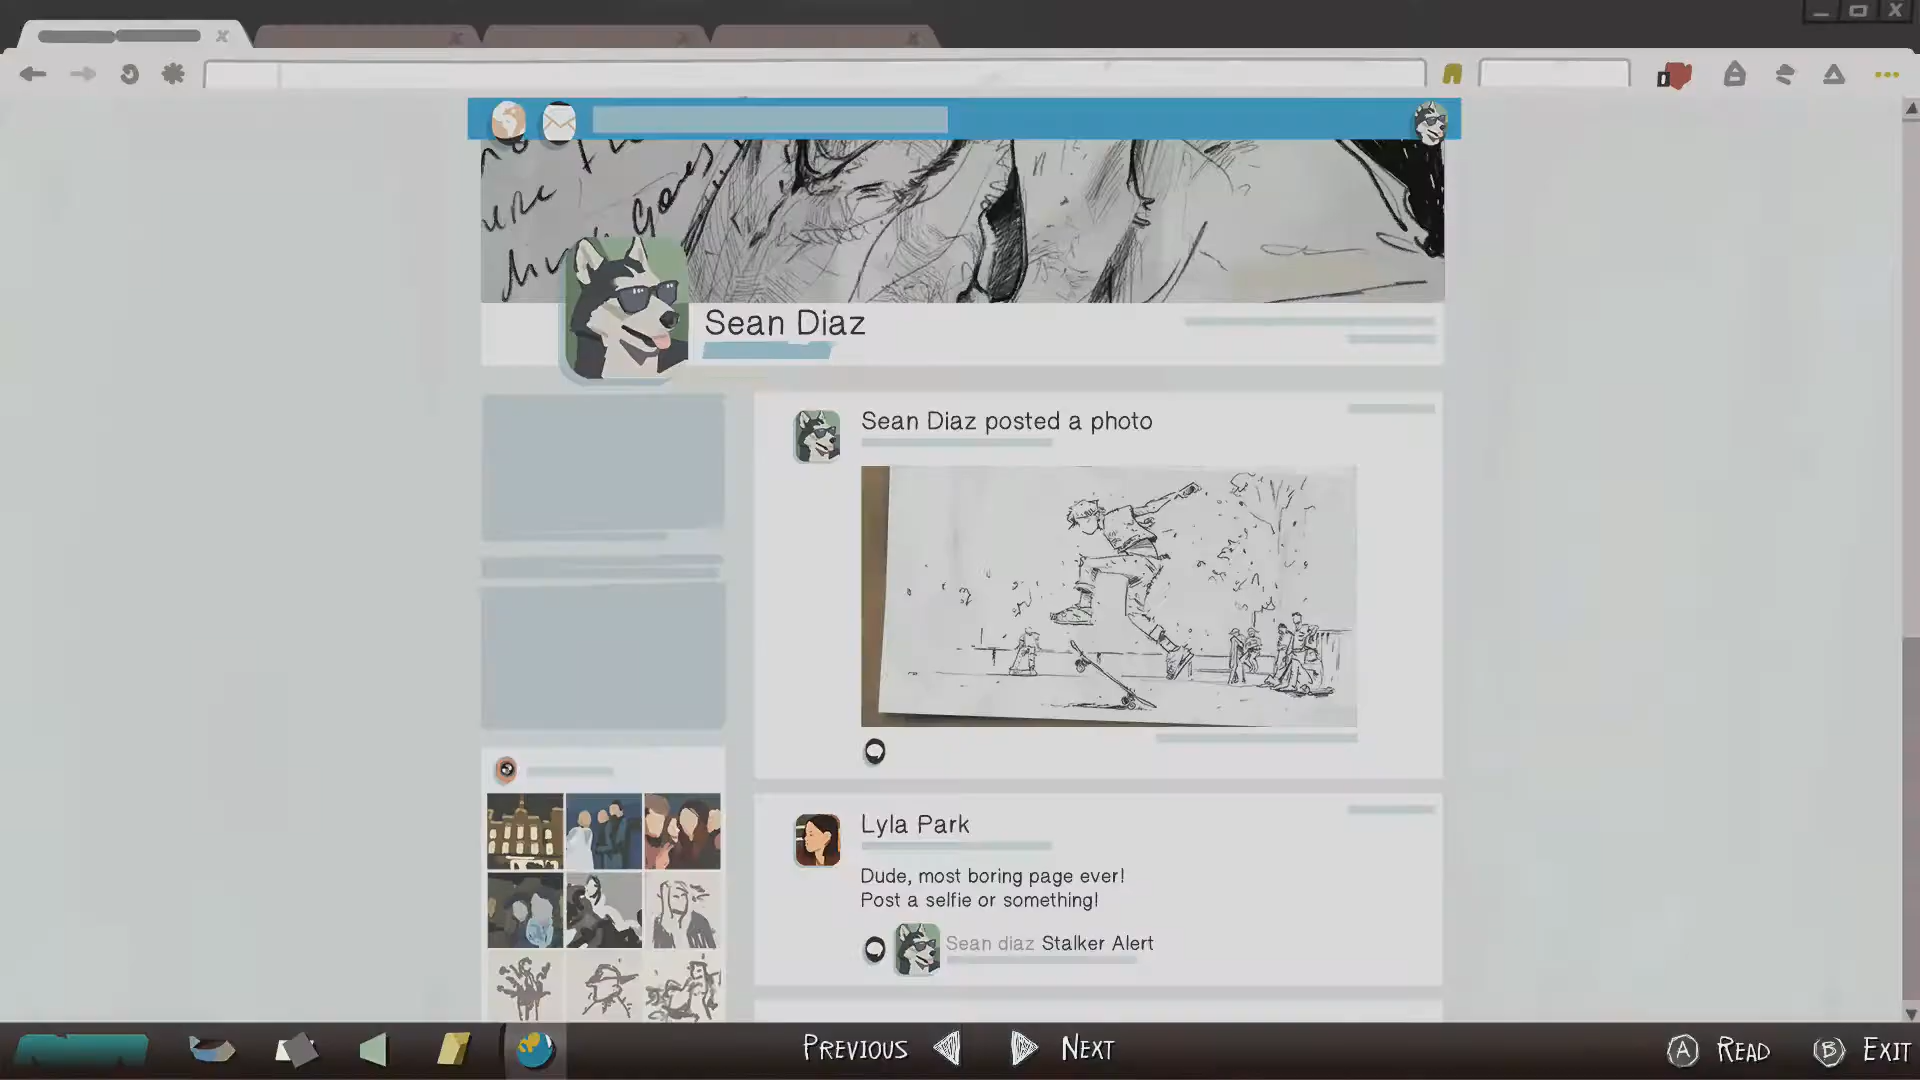 Games
Sean Diaz
Sean Diaz posted a photo
Lyla Park
Dude, most boring page ever!
Post a selfie or something!
Sean diaz Stalker Alert
PREVIOUS
NEXT
A READ
B EXIT